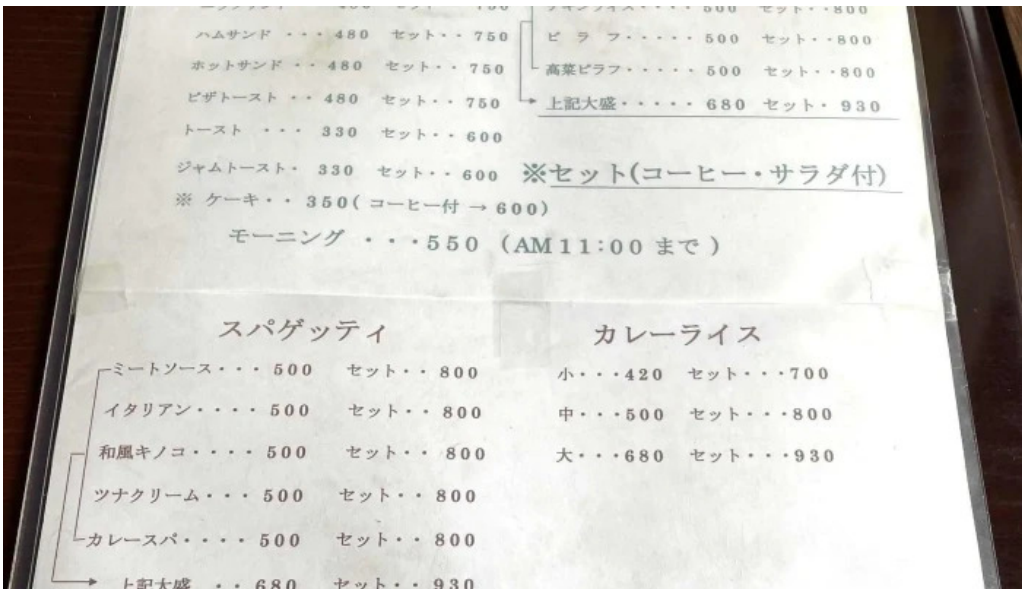 480 セット・・750
ハムサンド ・・・480 セット・・750
ホットサンド ・・480 セット・・750
ピザトースト ・・480 セット・・750
トースト ・・・ 330 セット・・600
ジャムトースト・ 330 セット・・600
※ ケーキ・・350(コーヒー付→600)
500 セット・・800
ピラフ・・・・・500 セット・・800
高菜ピラフ・・・・・500 セット・・800
上記大盛・・・・・680 セット・930
※セット(コーヒー・サラダ付)
モーニング ・・・550 (AM11:00 まで)
スパゲッティ
ミートソース・・・500 セット・・800
イタリアン・・・・500 セット・・800
和風キノコ・・・・500 セット・・800
ツナクリーム・・・500 セット・・800
カレースパ・・・・500 セット・・800
上記大盛 ・・680 セット・・930
カレーライス
小・・・420 セット・・・700
中・・・500 セット・・・800
大・・・680 セット・・・930